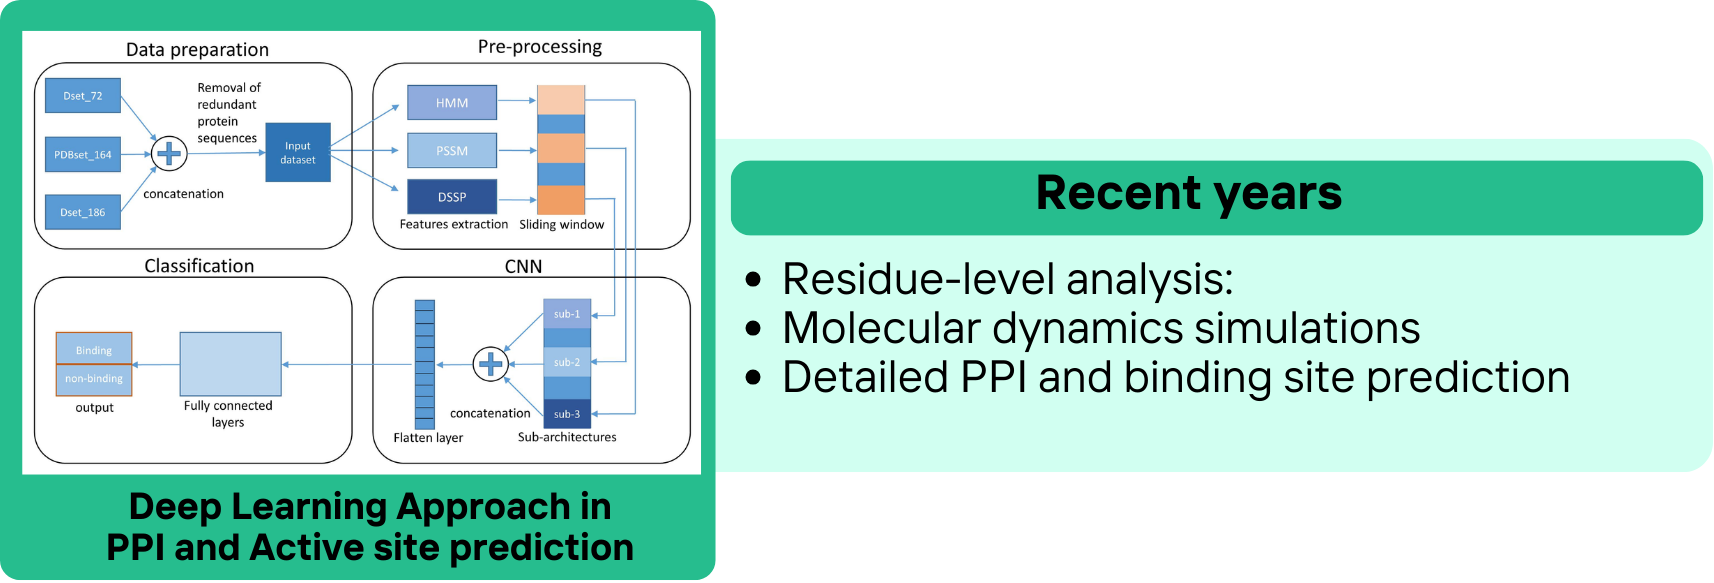 Data preparation
Dset_72
PDBset_164
Dset_186
concatenation
Removal of
redundant
protein
sequences
Input
dataset
Pre-processing
HMM
PSSM
DSSP
Features extraction
Sliding window
Classification
Binding
non-binding
output
Fully connected
layers
CNN
sub-1
sub-2
sub-3
concatenation
Flatten layer
Sub-architectures
Deep Learning Approach in
PPI and Active site prediction
Recent years
• Residue-level analysis:
• Molecular dynamics simulations
• Detailed PPI and binding site prediction